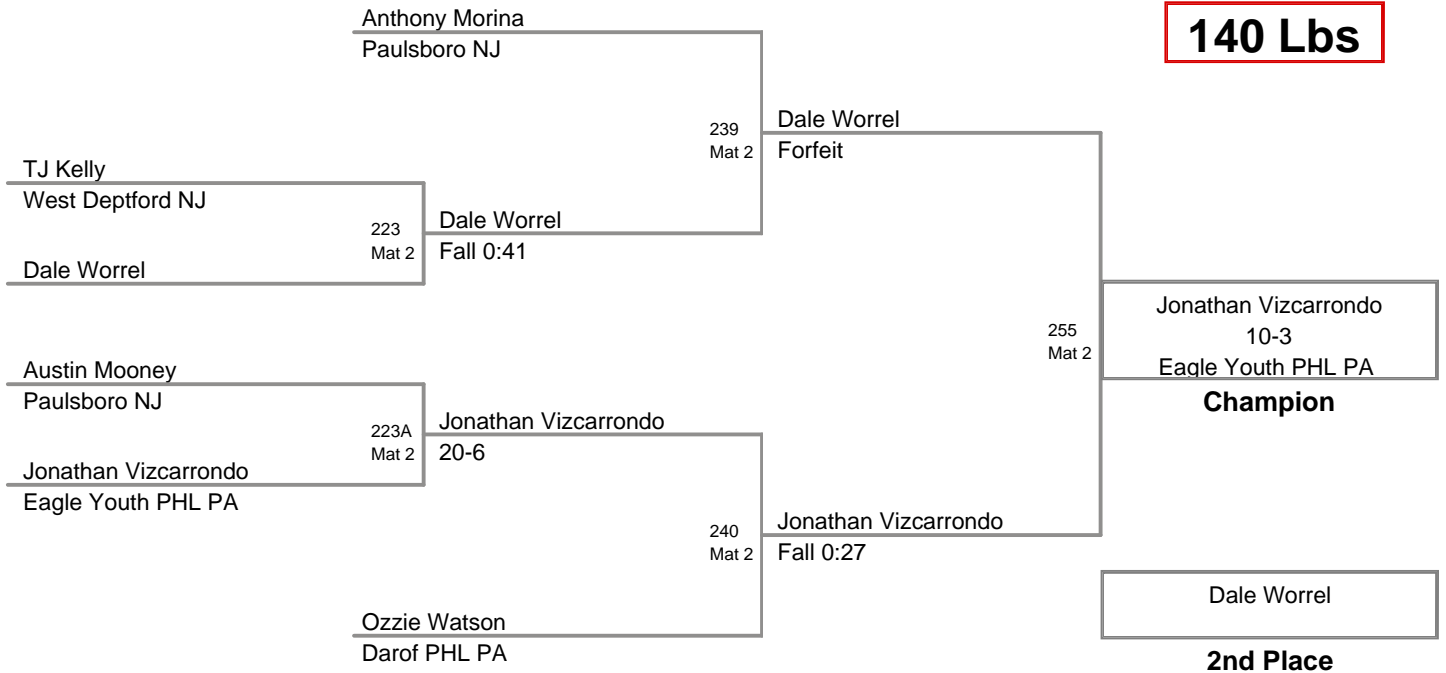 Anthony Morina
Paulsboro NJ
140 Lbs
239
Mat 2
Dale Worrel
Forfeit
TJ Kelly
West Deptford NJ
223
Mat 2
Dale Worrel
Fall 0:41
Dale Worrel
255
Mat 2
Jonathan Vizcarrondo
10-3
Eagle Youth PHL PA
Champion
Austin Mooney
Paulsboro NJ
223A
Mat 2
Jonathan Vizcarrondo
20-6
Jonathan Vizcarrondo
Eagle Youth PHL PA
240
Mat 2
Jonathan Vizcarrondo
Fall 0:27
Ozzie Watson
Darof PHL PA
Dale Worrel
2nd Place